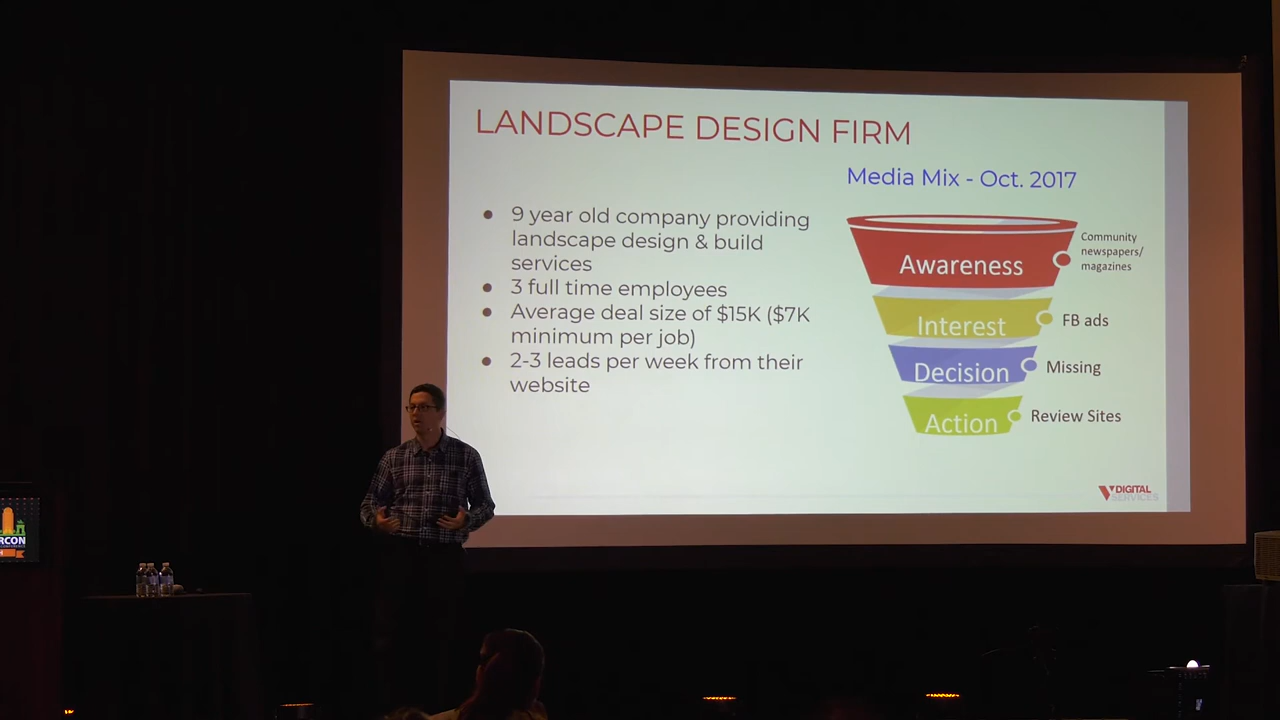 LANDSCAPE DESIGN FIRM
Media Mix - Oct. 2017
● 9 year old company providing
landscape design & build
services
● 3 full time employees
● Average deal size of $15K ($7K
minimum per job)
● 2-3 leads per week from their
website
Awareness
Community
newspapers/
magazines
Interest
FB ads
Decision
Missing
Action
Review Sites
DIGITAL
SERVICES
RCON